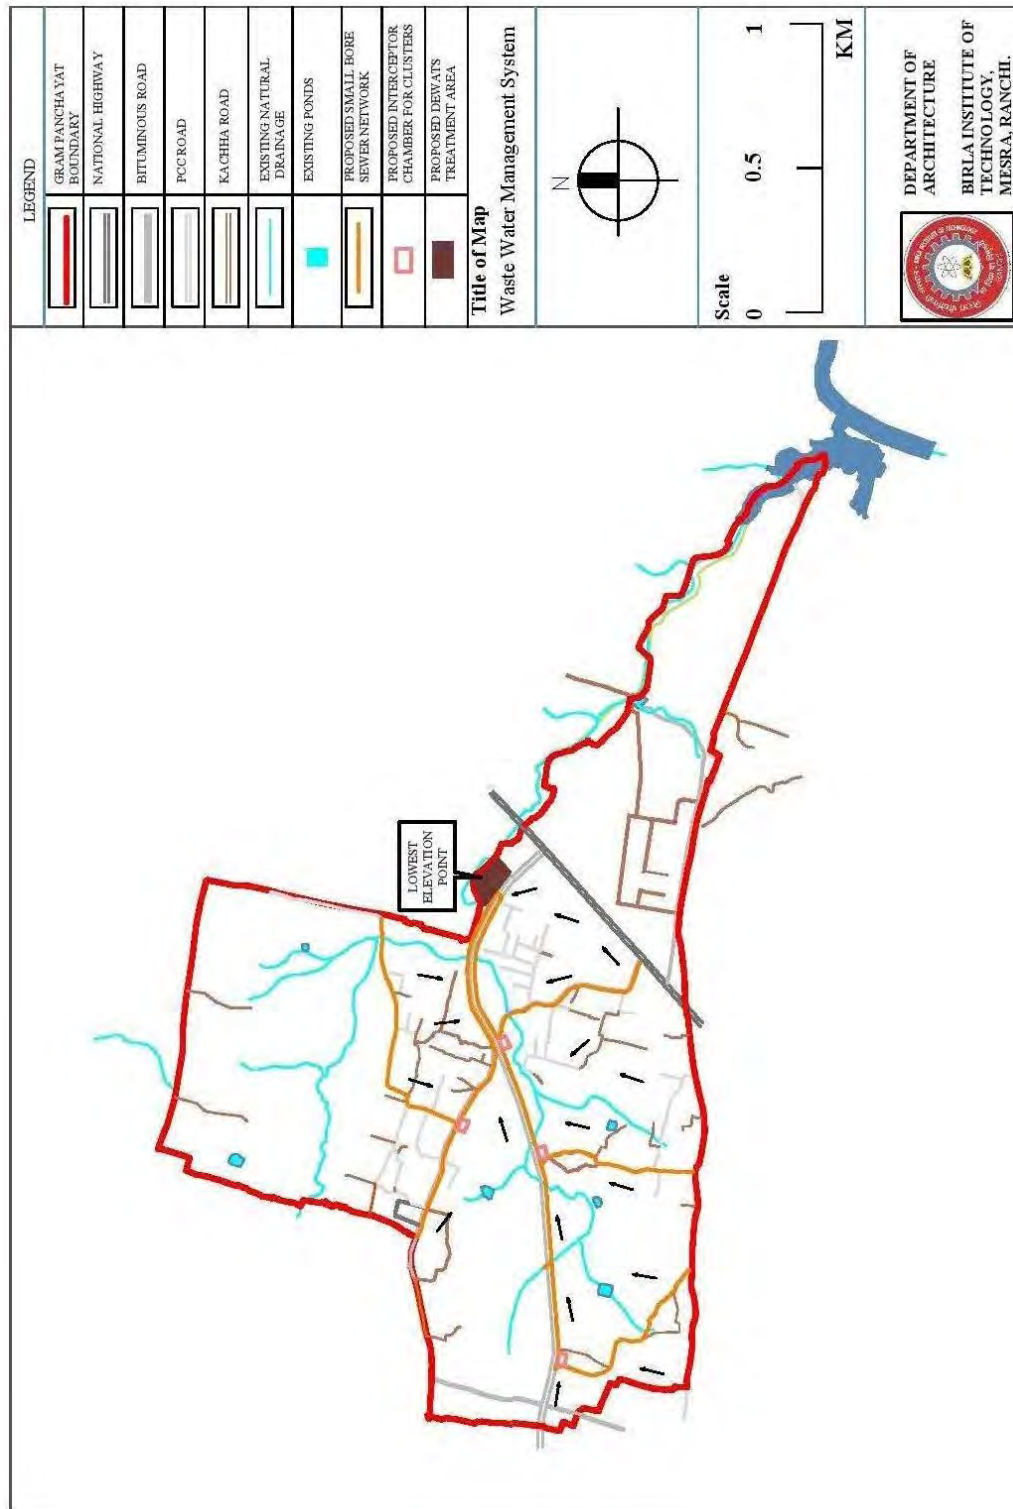 LEGEND
GRAM PANCHAYAT
BOUNDARY
NATIONAL HIGHWAY
BITUMINOUS ROAD
PCC ROAD
KACHHA ROAD
EXISTING NATURAL
DRAINAGE
EXISTING PONDS
PROPOSED SMALL BORE
SEWER NETWORK
PROPOSED INTERCEPTOR
CHAMBER FOR CLUSTERS
PROPOSED DEWATS
TREATMENT AREA
Title of Map
Waste Water Management System
N
Scale
0 0.5 1
KM
DEPARTMENT OF
ARCHITECTURE
BIRLA INSTITUTE OF
TECHNOLOGY,
MESRA, RANCHI.
LOWEST
ELEVATION
POINT